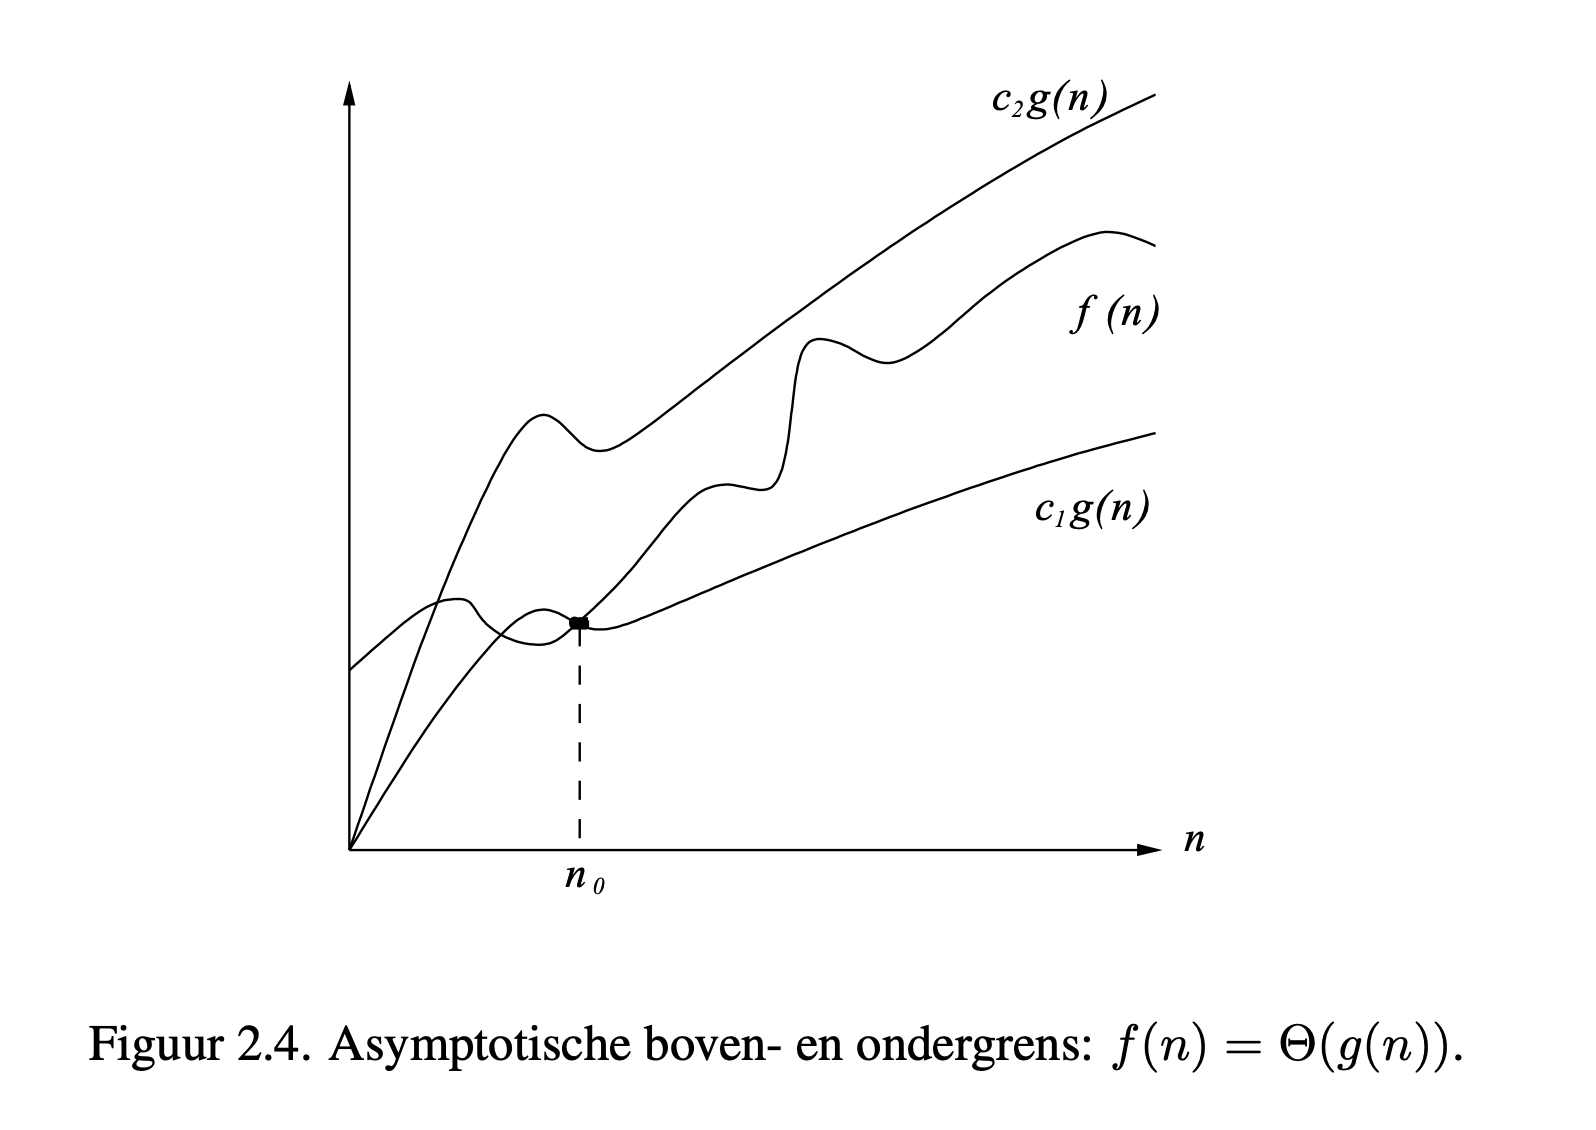 c₂g(n)
f (n)
c₁g(n)
n
n₀
Figuur 2.4. Asymptotische boven- en ondergrens: f(n) = Θ(g(n)).